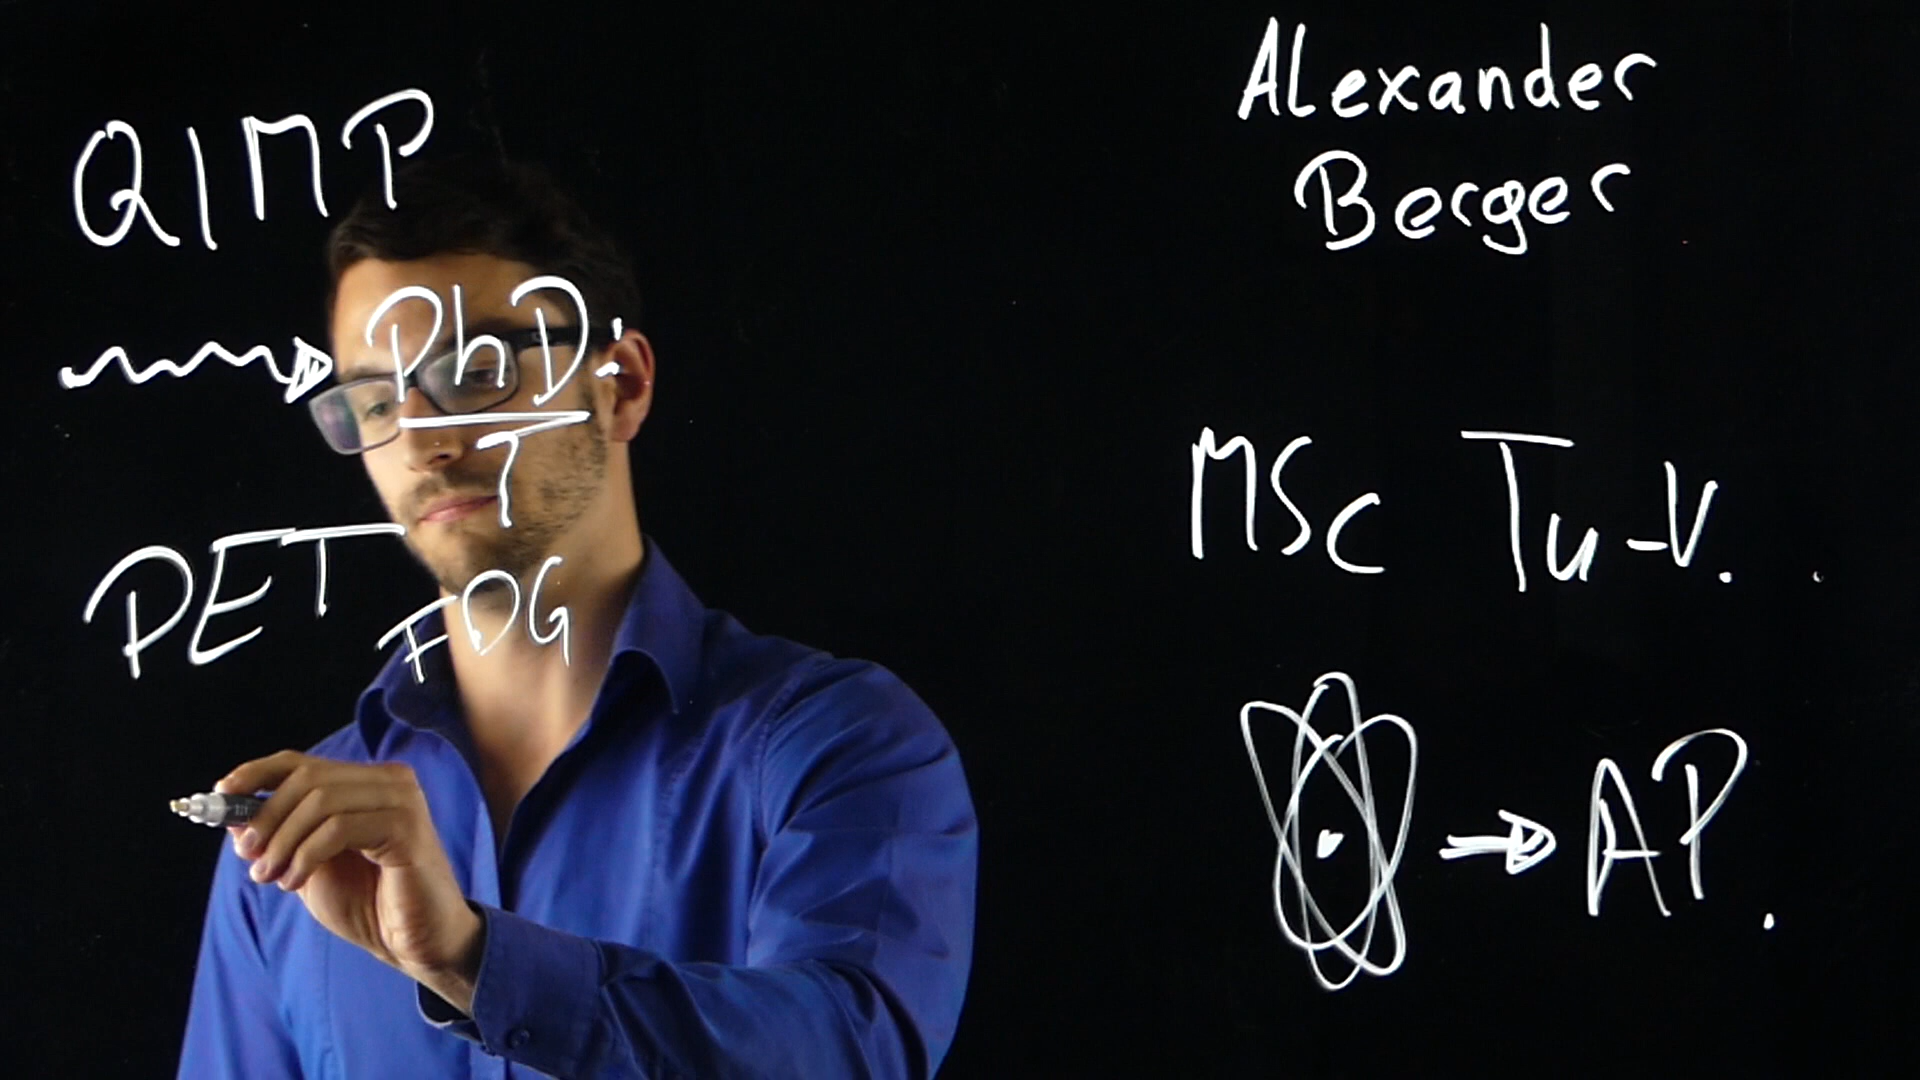 QIMP
PhD:
T
PET
FDG
Alexander
Berger
MSc Tu-V.
AP.